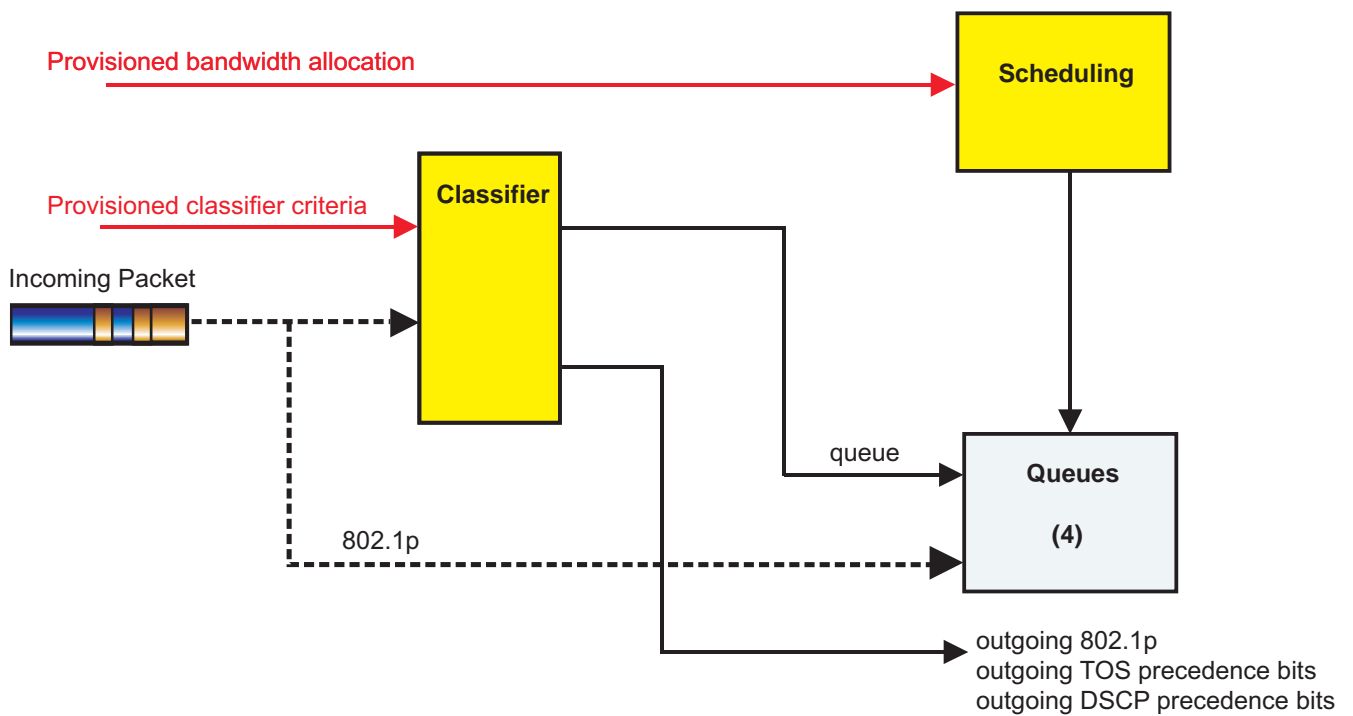 Provisioned bandwidth allocation
Scheduling
Classifier
Provisioned classifier criteria
Incoming Packet
queue
Queues
(4)
802.1p
outgoing 802.1p
outgoing TOS precedence bits
outgoing DSCP precedence bits